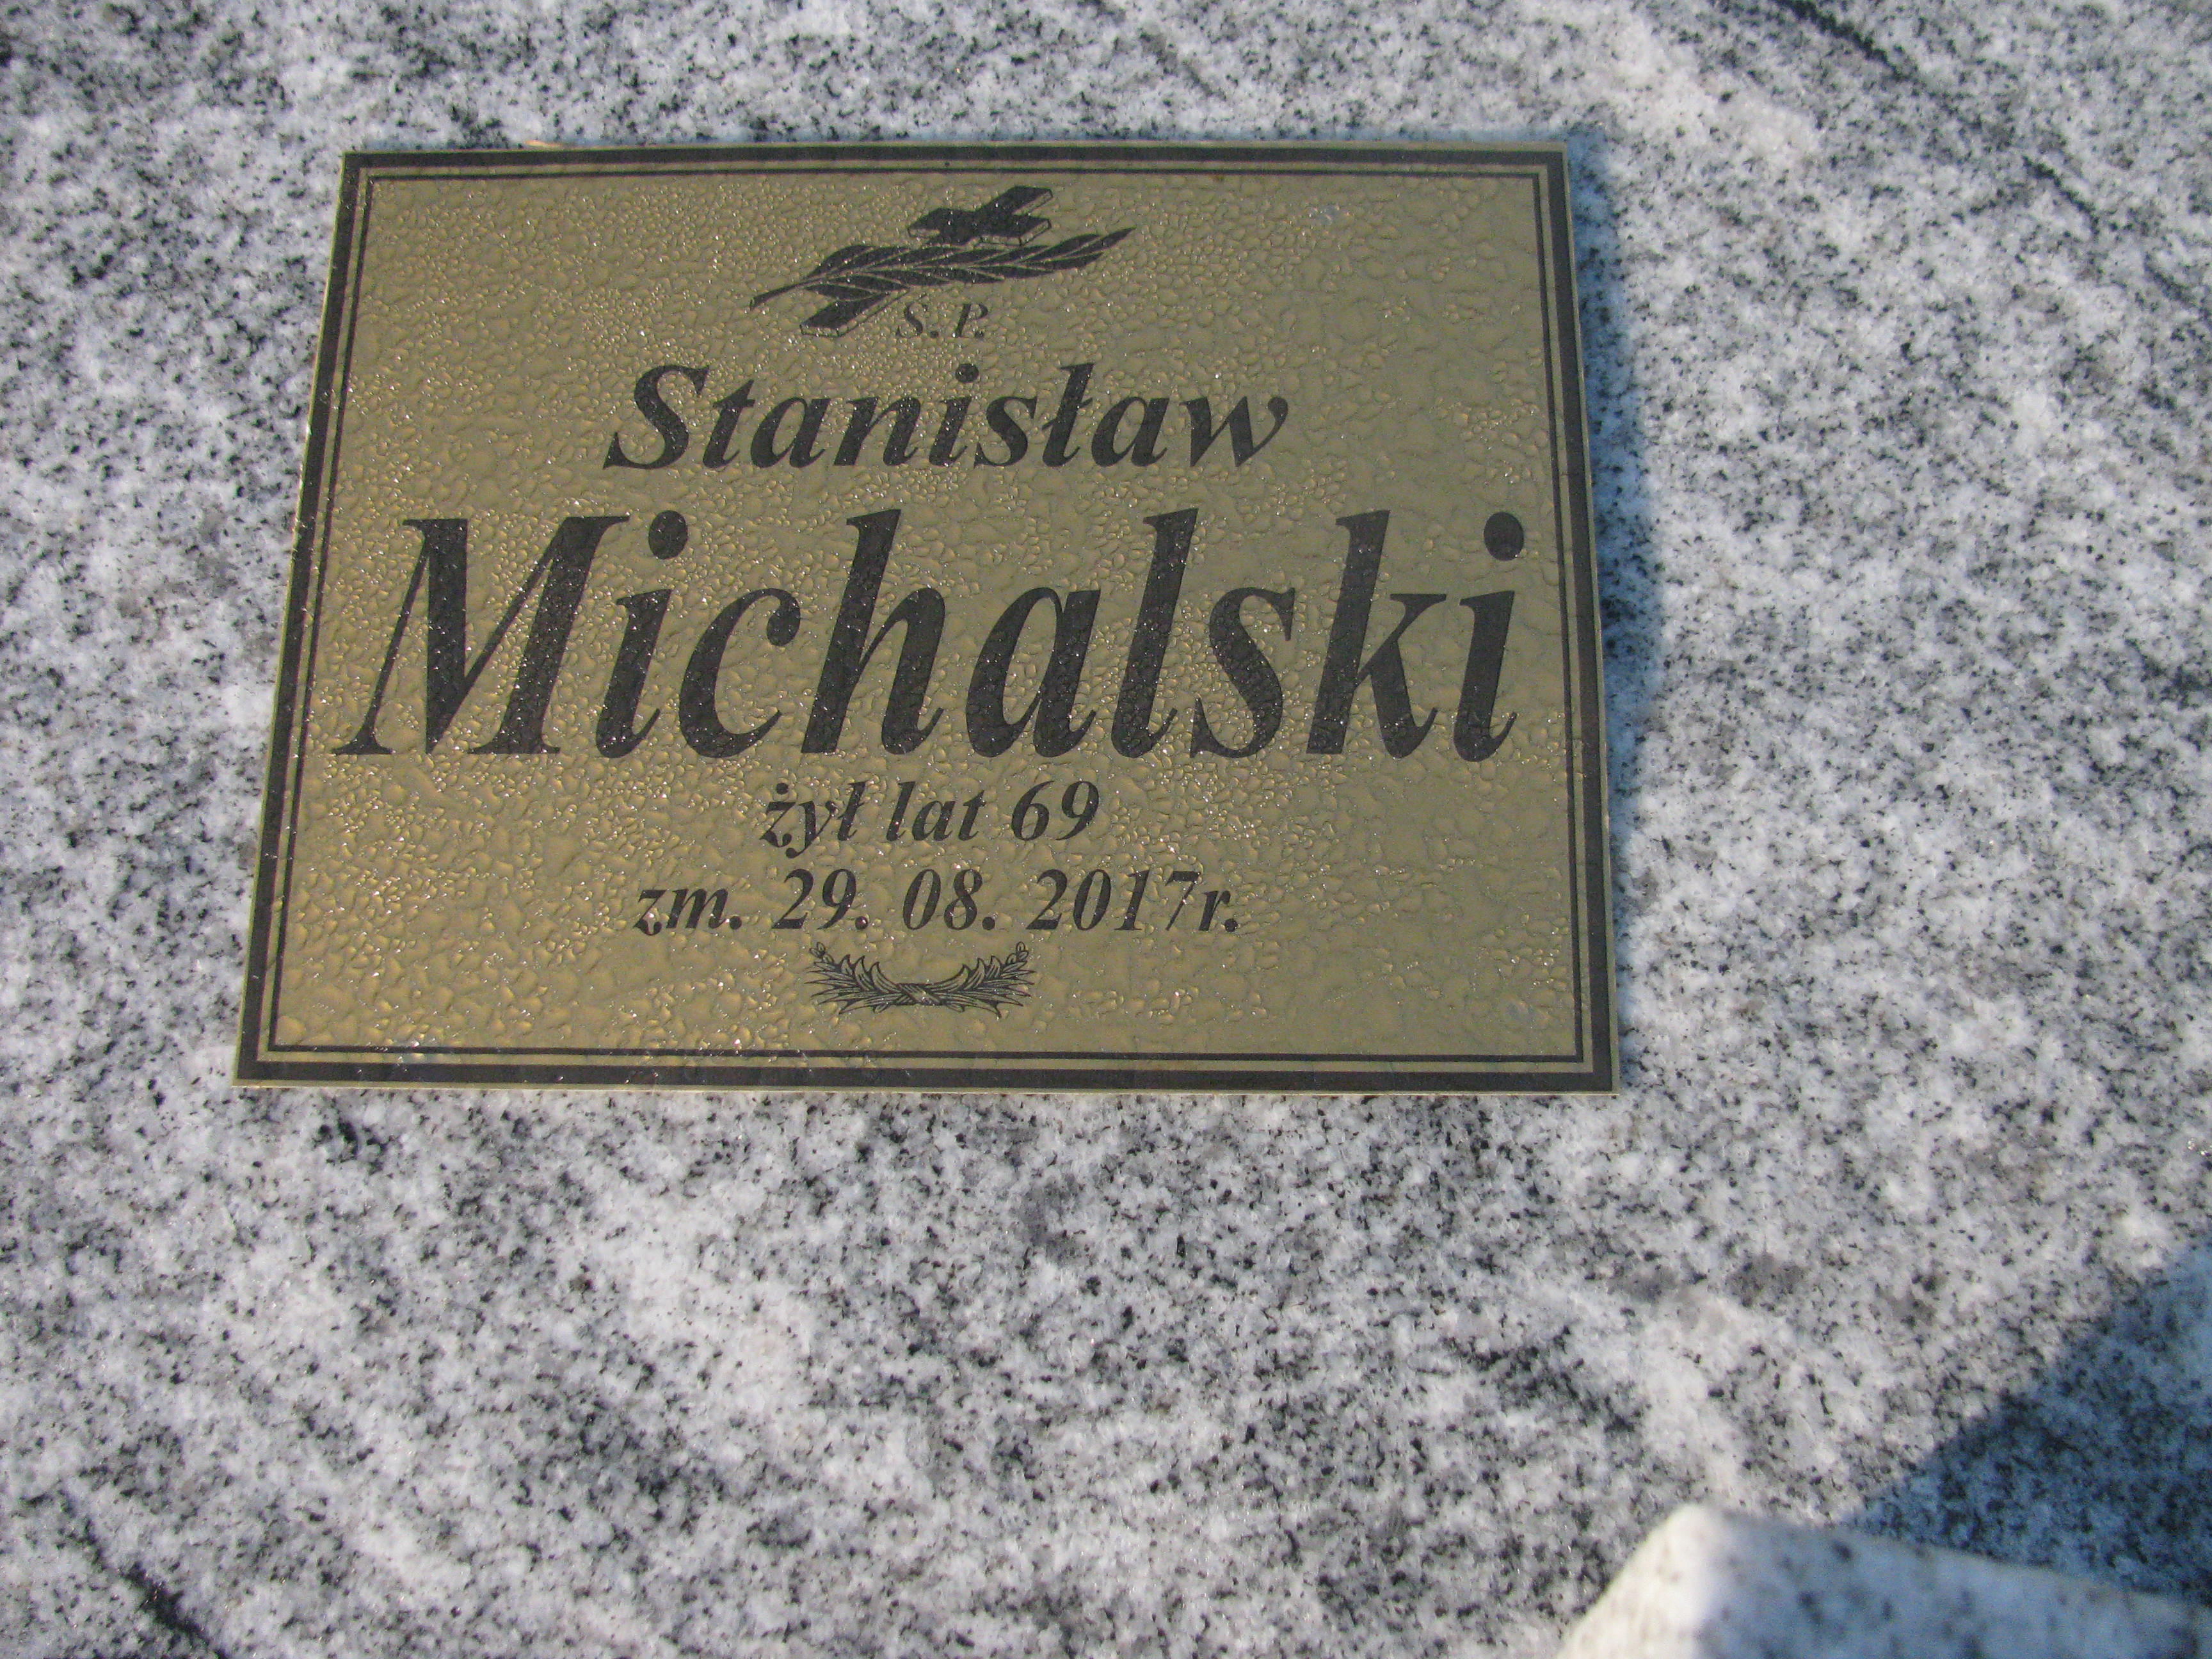 Ś.P.
Stanisław
Michalski
żył lat 69
zm. 29. 08. 2017r.